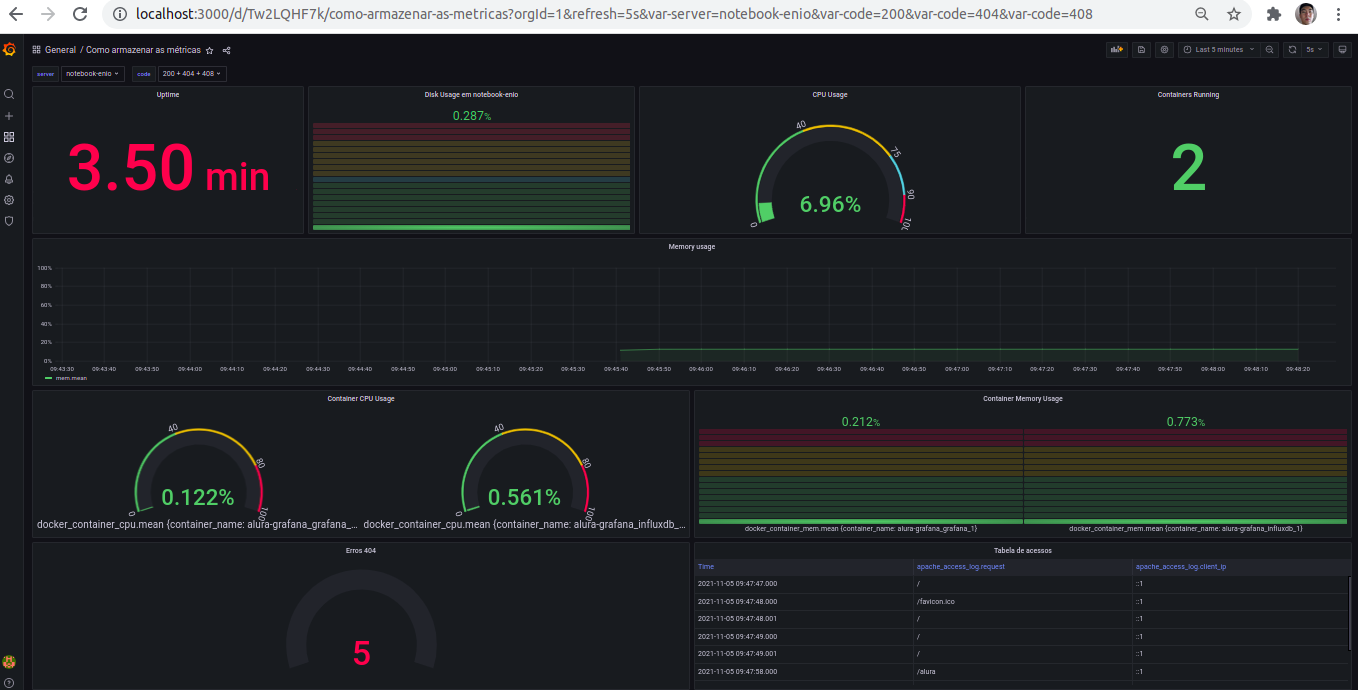 localhost:3000/d/Tw2LQHF7k/como-armazenar-as-metricas?orgId=1&refresh=5s&var-server=notebook-enio&var-code=200&var-code=404&var-code=408
General / Como armazenar as métricas
Last 5 minutes
5s
server notebook-enio code 200 + 404 + 408
Uptime
3.50 min
Disk Usage em notebook-enio
0.287%
CPU Usage
0 40 75 90 100
6.96%
Containers Running
2
Memory usage
100%
80%
60%
40%
20%
0%
09:43:30 09:43:40 09:43:50 09:44:00 09:44:10 09:44:20 09:44:30 09:44:40 09:44:50 09:45:00 09:45:10 09:45:20 09:45:30 09:45:40 09:45:50 09:46:00 09:46:10 09:46:20 09:46:30 09:46:40 09:46:50 09:47:00 09:47:10 09:47:20 09:47:30 09:47:40 09:47:50 09:48:00 09:48:10 09:48:20
mem.mean
Container CPU Usage
0 40 80 100
0.122%
docker_container_cpu.mean {container_name: alura-grafana_grafana_...
0 40 80 100
0.561%
docker_container_cpu.mean {container_name: alura-grafana_influxdb_...
Container Memory Usage
0.212% 0.773%
docker_container_mem.mean {container_name: alura-grafana_grafana_1} docker_container_mem.mean {container_name: alura-grafana_influxdb_1}
Erros 404
5
Tabela de acessos
Time apache_access_log.request apache_access_log.client_ip
2021-11-05 09:47:47.000 / ::1
2021-11-05 09:47:48.000 /favicon.ico ::1
2021-11-05 09:47:48.001 / ::1
2021-11-05 09:47:49.000 / ::1
2021-11-05 09:47:49.001 / ::1
2021-11-05 09:47:58.000 /alura ::1